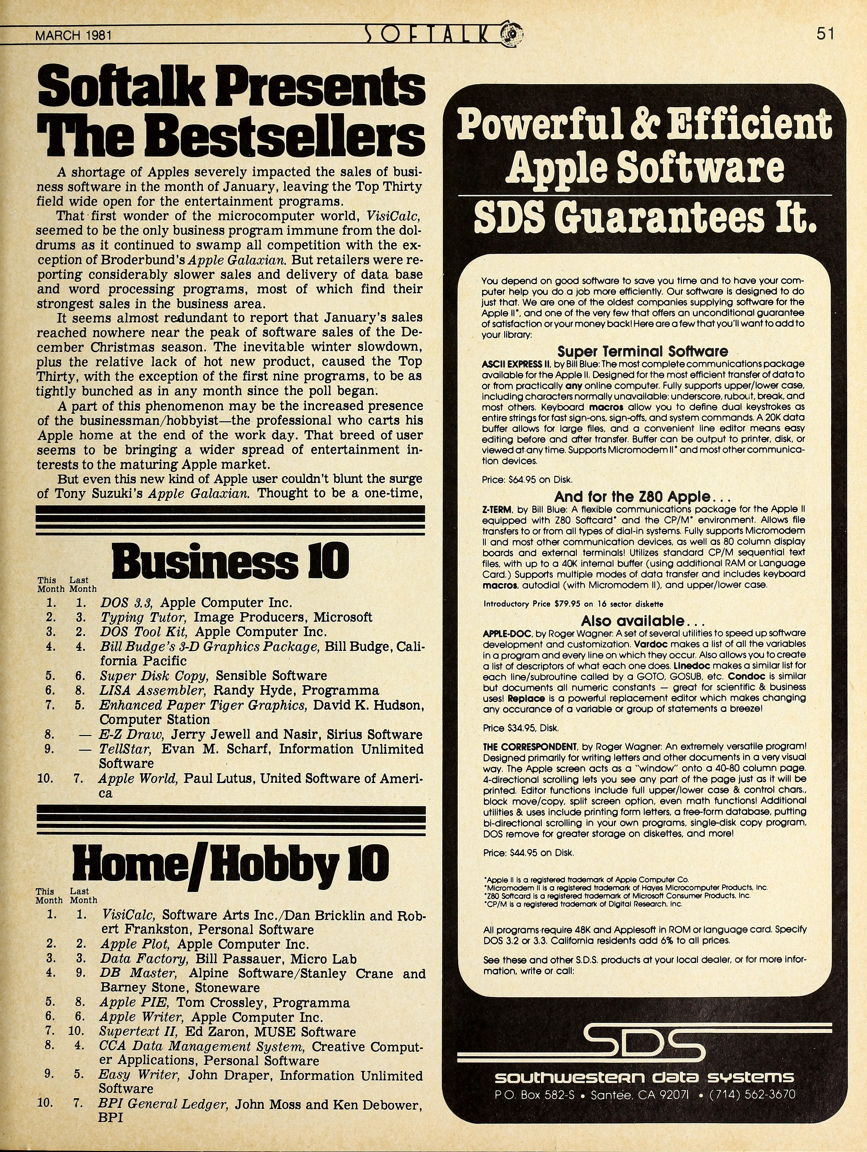 MARCH 1981
SOFTALK
51
Softalk Presents
The Bestsellers
A shortage of Apples severely impacted the sales of busi-
ness software in the month of January, leaving the Top Thirty
field wide open for the entertainment programs.
That first wonder of the microcomputer world, VisiCalc,
seemed to be the only business program immune from the dol-
drums as it continued to swamp all competition with the ex-
ception of Broderbund's Apple Galaxian. But retailers were re-
porting considerably slower sales and delivery of data base
and word processing programs, most of which find their
strongest sales in the business area.
It seems almost redundant to report that January's sales
reached nowhere near the peak of software sales of the De-
cember Christmas season. The inevitable winter slowdown,
plus the relative lack of hot new product, caused the Top
Thirty, with the exception of the first nine programs, to be as
tightly bunched as in any month since the poll began.
A part of this phenomenon may be the increased presence
of the businessman/hobbyist—the professional who carts his
Apple home at the end of the work day. That breed of user
seems to be bringing a wider spread of entertainment in-
terests to the maturing Apple market.
But even this new kind of Apple user couldn't blunt the surge
of Tony Suzuki's Apple Galaxian. Thought to be a one-time,
Business 10
This Last
Month Month
1. 1. DOS 3.3, Apple Computer Inc.
2. 3. Typing Tutor, Image Producers, Microsoft
3. 2. DOS Tool Kit, Apple Computer Inc.
4. 4. Bill Budge's 3-D Graphics Package, Bill Budge, Cali-
fornia Pacific
5. 6. Super Disk Copy, Sensible Software
6. 8. LISA Assembler, Randy Hyde, Programma
7. 5. Enhanced Paper Tiger Graphics, David K. Hudson,
Computer Station
8. — E-Z Draw, Jerry Jewell and Nasir, Sirius Software
9. — TellStar, Evan M. Scharf, Information Unlimited
Software
10. 7. Apple World, Paul Lutus, United Software of Ameri-
ca
Home/Hobby 10
This Last
Month Month
1. 1. VisiCalc, Software Arts Inc./Dan Bricklin and Rob-
ert Frankston, Personal Software
2. 2. Apple Plot, Apple Computer Inc.
3. 3. Data Factory, Bill Passauer, Micro Lab
4. 9. DB Master, Alpine Software/Stanley Crane and
Barney Stone, Stoneware
5. 8. Apple PIE, Tom Crossley, Programma
6. 6. Apple Writer, Apple Computer Inc.
7. 10. Supertext II, Ed Zaron, MUSE Software
8. 4. CCA Data Management System, Creative Comput-
er Applications, Personal Software
9. 5. Easy Writer, John Draper, Information Unlimited
Software
10. 7. BPI General Ledger, John Moss and Ken Debower,
BPI
Powerful & Efficient
Apple Software
SDS Guarantees It.
You depend on good software to save you time and to have your com-
puter help you do a job more efficiently. Our software is designed to do
just that. We are one of the oldest companies supplying software for the
Apple II*, and one of the very few that offers an unconditional guarantee
of satisfaction or your money back! Here are a few that you'll want to add to
your library:
Super Terminal Software
ASCII EXPRESS II, by Bill Blue: The most complete communications package
available for the Apple II. Designed for the most efficient transfer of data to
or from practically any online computer. Fully supports upper/lower case,
including characters normally unavailable: underscore, rubout, break, and
most others. Keyboard macros allow you to define dual keystrokes as
entire strings for fast sign-ons, sign-offs, and system commands. A 20K data
buffer allows for large files, and a convenient line editor means easy
editing before and after transfer. Buffer can be output to printer, disk, or
viewed at any time. Supports Micromodem II* and most other communica-
tion devices.
Price: $64.95 on Disk.
And for the Z80 Apple...
Z-TERM, by Bill Blue: A flexible communications package for the Apple II
equipped with Z80 Softcard* and the CP/M* environment. Allows file
transfers to or from all types of dial-in systems. Fully supports Micromodem
II and most other communication devices, as well as 80 column display
boards and external terminals! Utilizes standard CP/M sequential text
files, with up to a 40K internal buffer (using additional RAM or Language
Card.) Supports multiple modes of data transfer and includes keyboard
macros, autodial (with Micromodem II), and upper/lower case.
Introductory Price $79.95 on 16 sector diskette
Also available...
APPLE-DOC, by Roger Wagner: A set of several utilities to speed up software
development and customization. Vardoc makes a list of all the variables
in a program and every line on which they occur. Also allows you to create
a list of descriptors of what each one does. Linedoc makes a similar list for
each line/subroutine called by a GOTO, GOSUB, etc. Condoc is similar
but documents all numeric constants — great for scientific & business
uses! Replace is a powerful replacement editor which makes changing
any occurance of a variable or group of statements a breeze!
Price $34.95, Disk.
THE CORRESPONDENT, by Roger Wagner: An extremely versatile program!
Designed primarily for writing letters and other documents in a very visual
way. The Apple screen acts as a "window" onto a 40-80 column page.
4-directional scrolling lets you see any part of the page just as it will be
printed. Editor functions include full upper/lower case & control chars.,
block move/copy, split screen option, even math functions! Additional
utilities & uses include printing form letters, a free-form database, putting
bi-directional scrolling in your own programs, single-disk copy program,
DOS remove for greater storage on diskettes, and more!
Price: $44.95 on Disk.
*Apple II is a registered trademark of Apple Computer Co.
*Micromodem II is a registered trademark of Hayes Microcomputer Products, Inc.
*Z80 Softcard is a registered trademark of Microsoft Consumer Products, Inc.
*CP/M is a registered trademark of Digital Research, Inc.
All programs require 48K and Applesoft in ROM or language card. Specify
DOS 3.2 or 3.3. California residents add 6% to all prices.
See these and other S.D.S. products at your local dealer, or for more infor-
mation, write or call:
SDS
southwestern data systems
P.O. Box 582-S • Santee, CA 92071 • (714) 562-3670